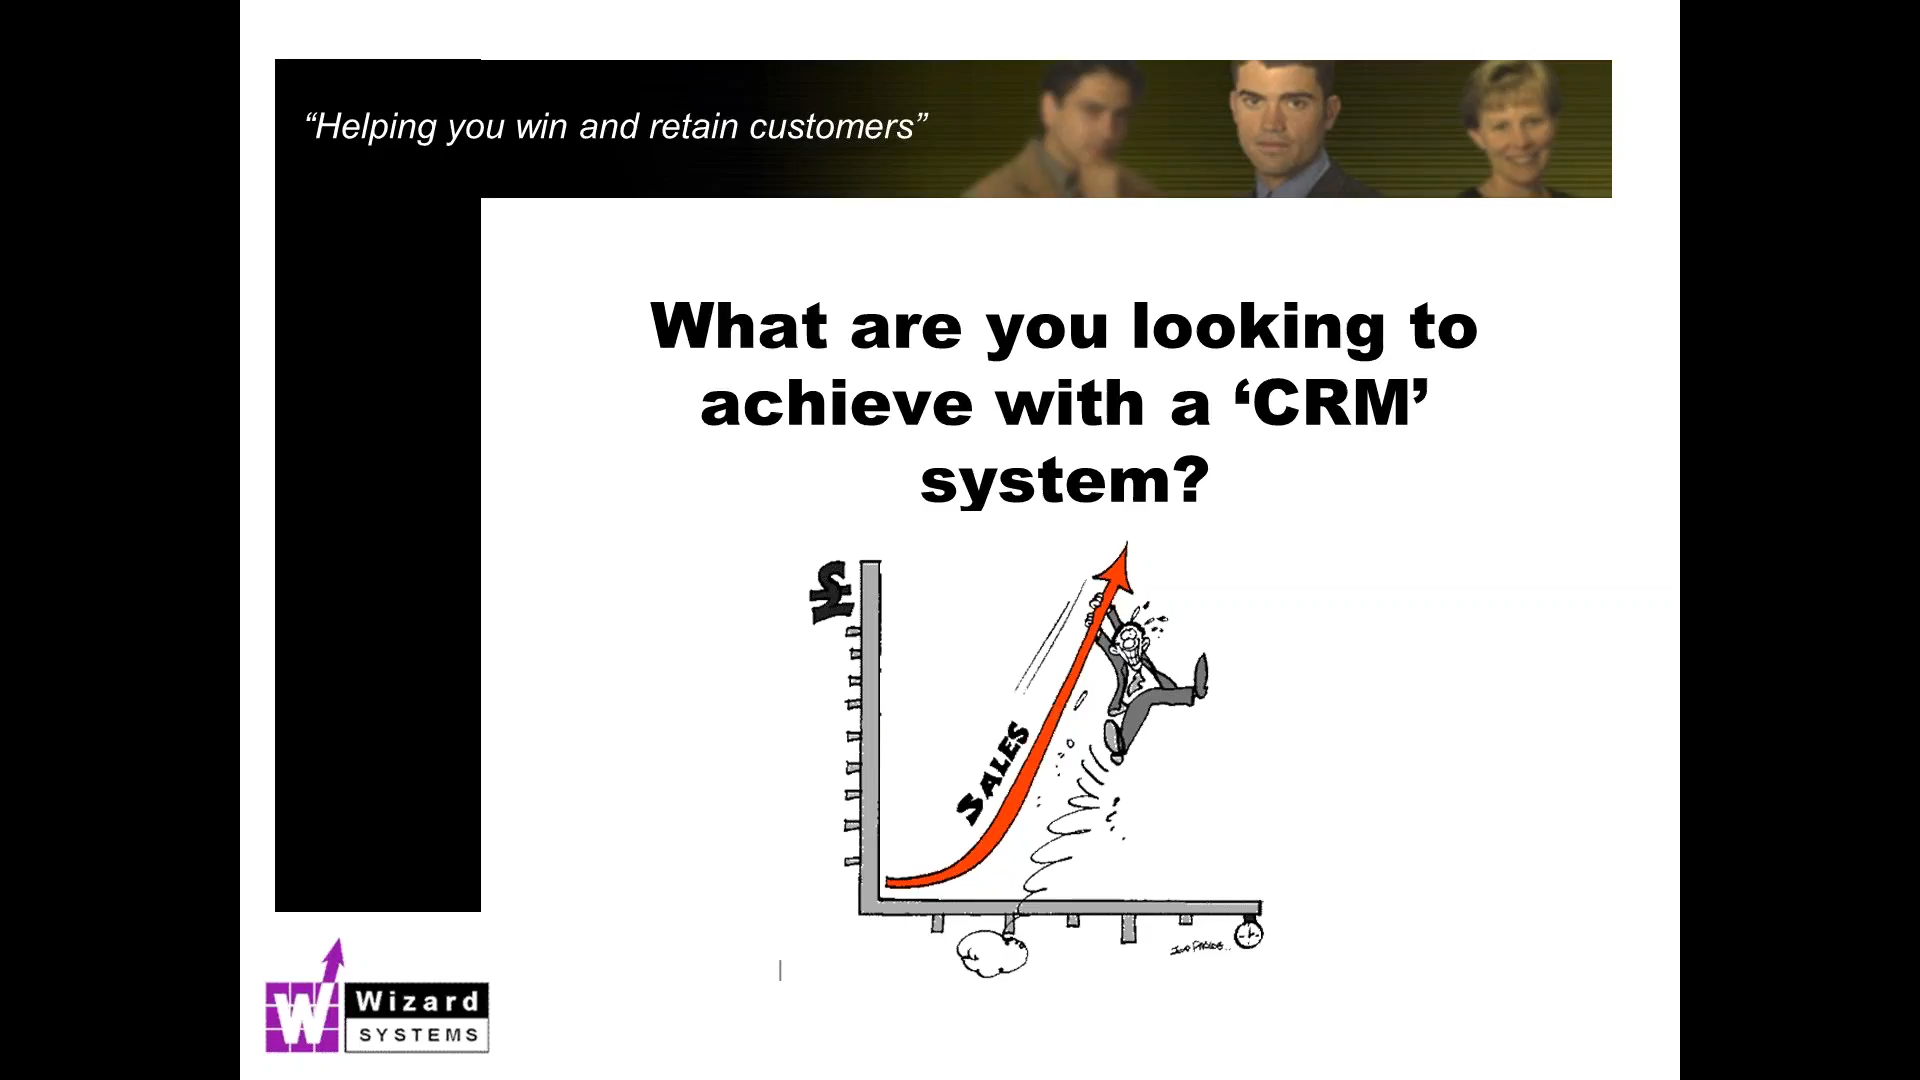 “Helping you win and retain customers”
What are you looking to
achieve with a ‘CRM’
system?
£
SALES
W
Wizard
SYSTEMS